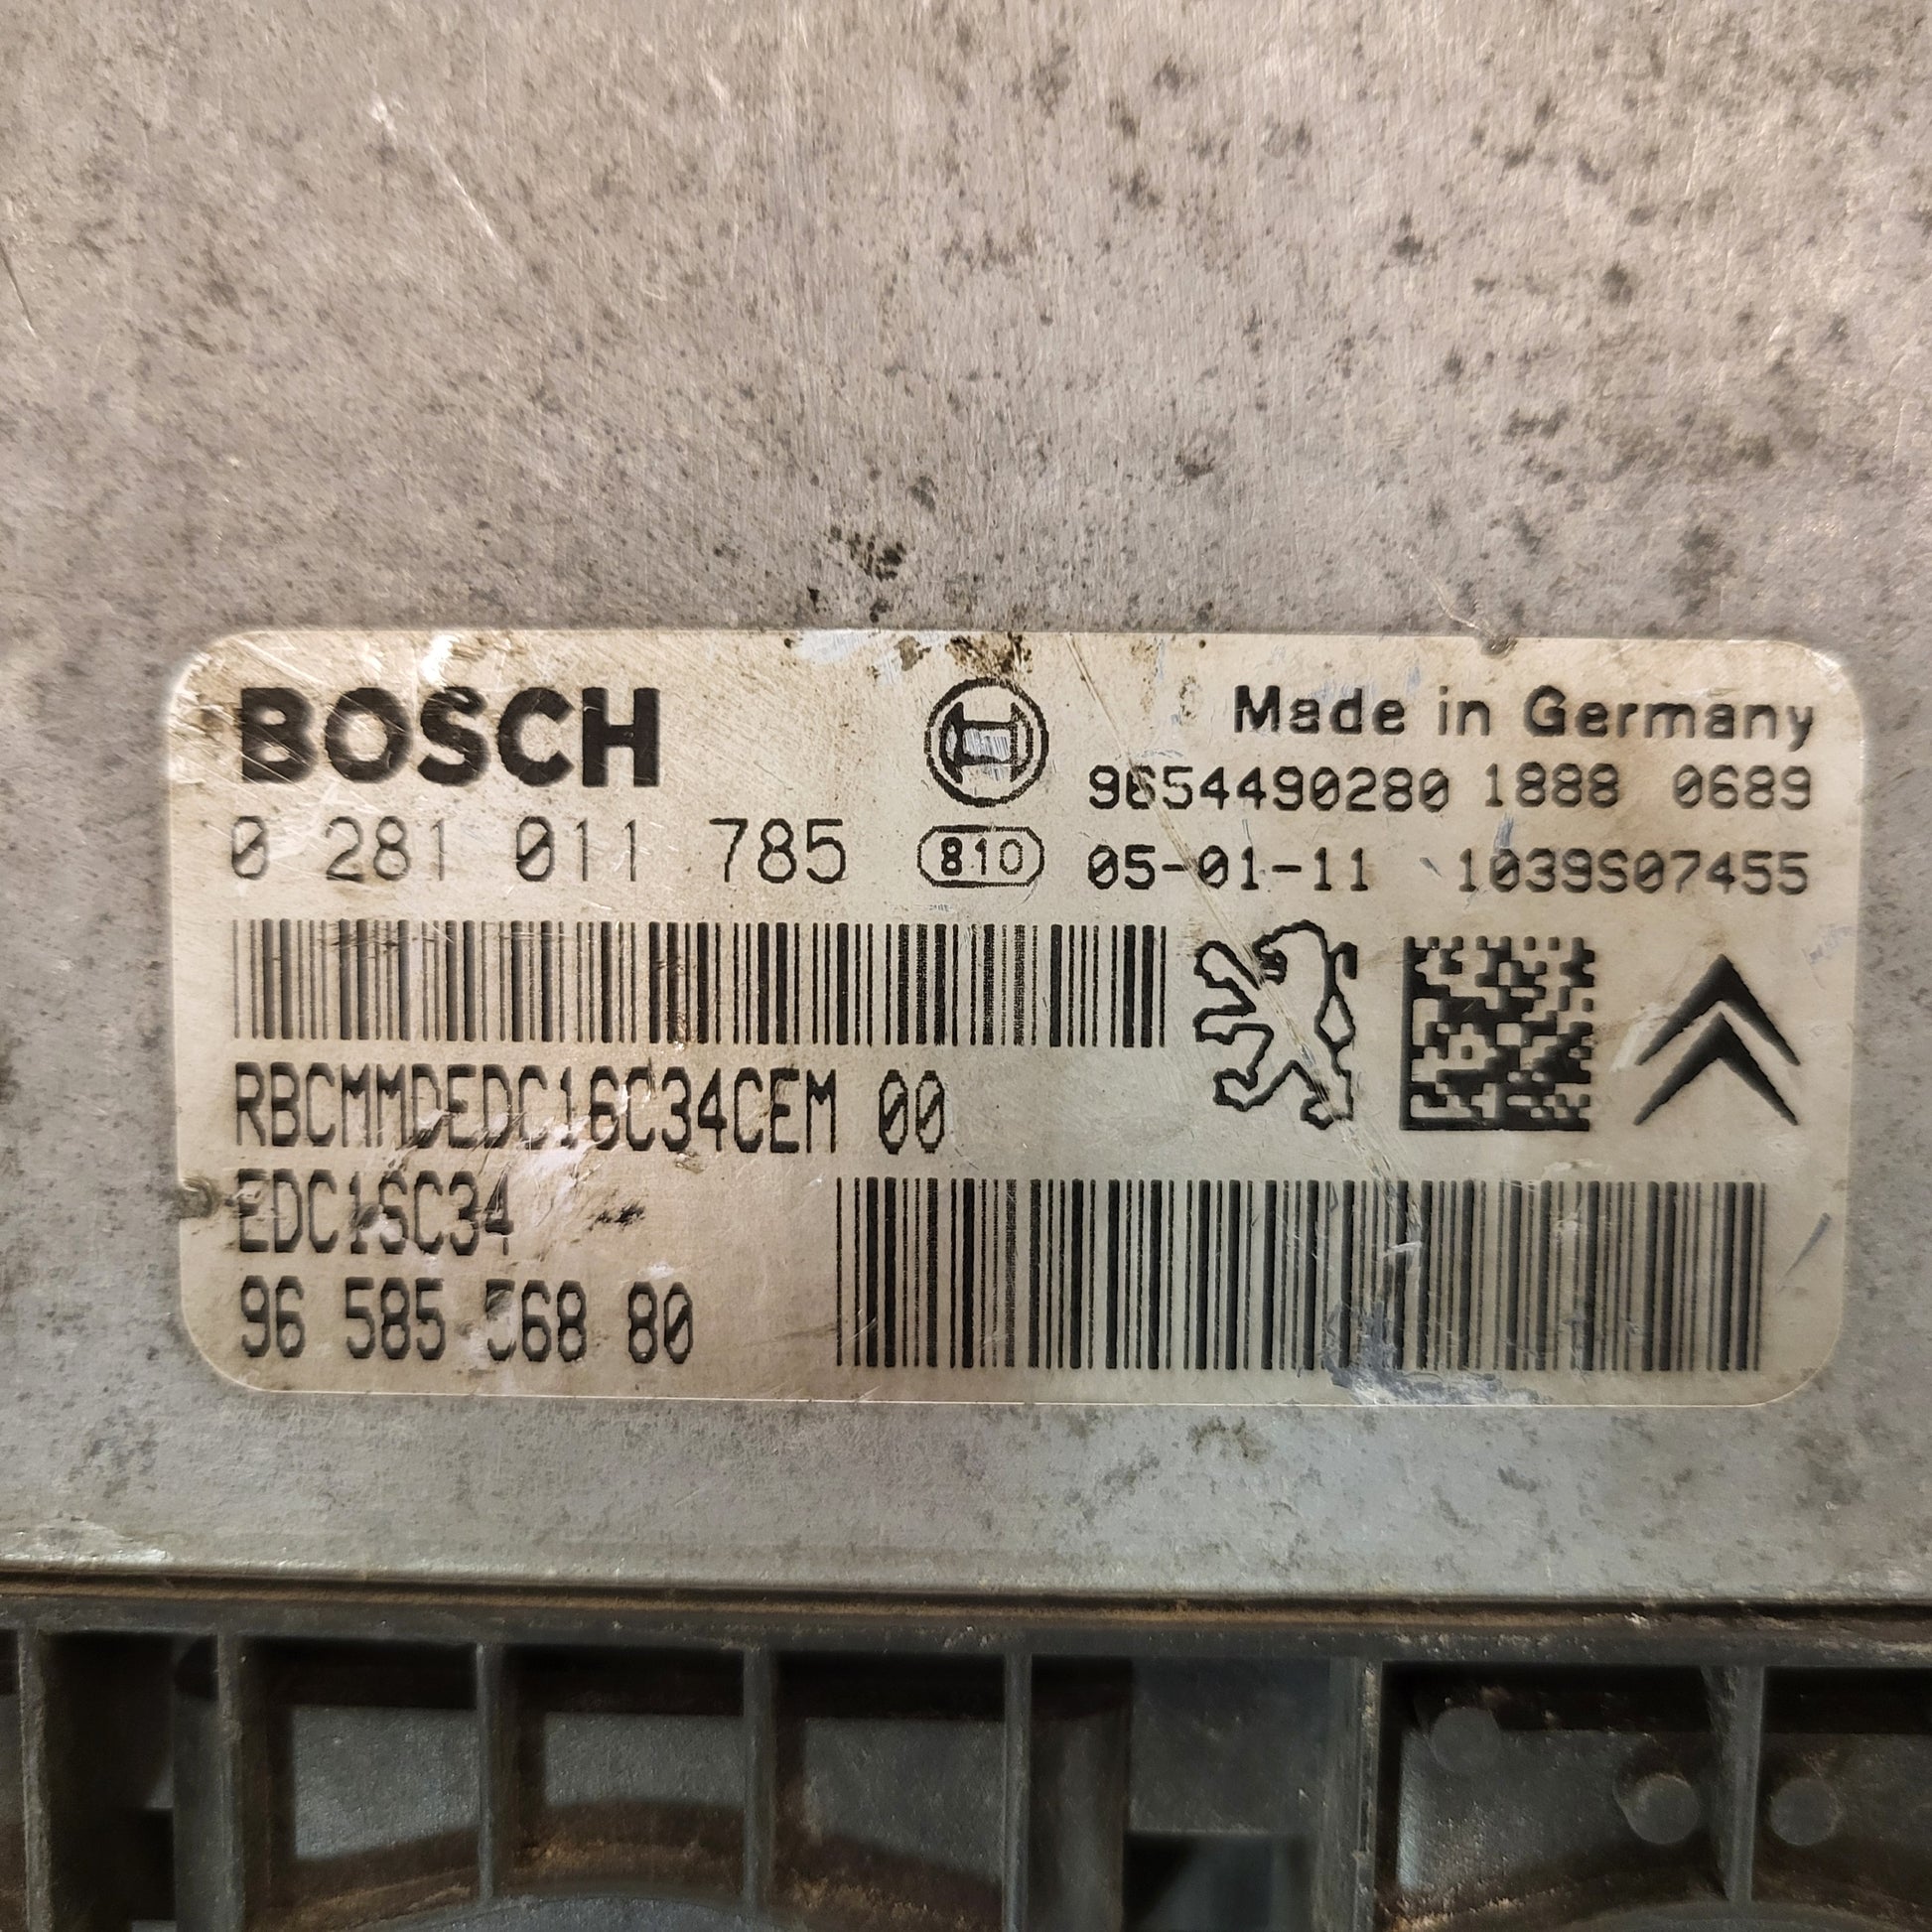 BOSCH
Made in Germany
9654490280 1888 0689
0 281 011 785
810
05-01-11 1039S07455
RBCMMDEDC16C34CEM 00
EDC16C34
96 585 568 80